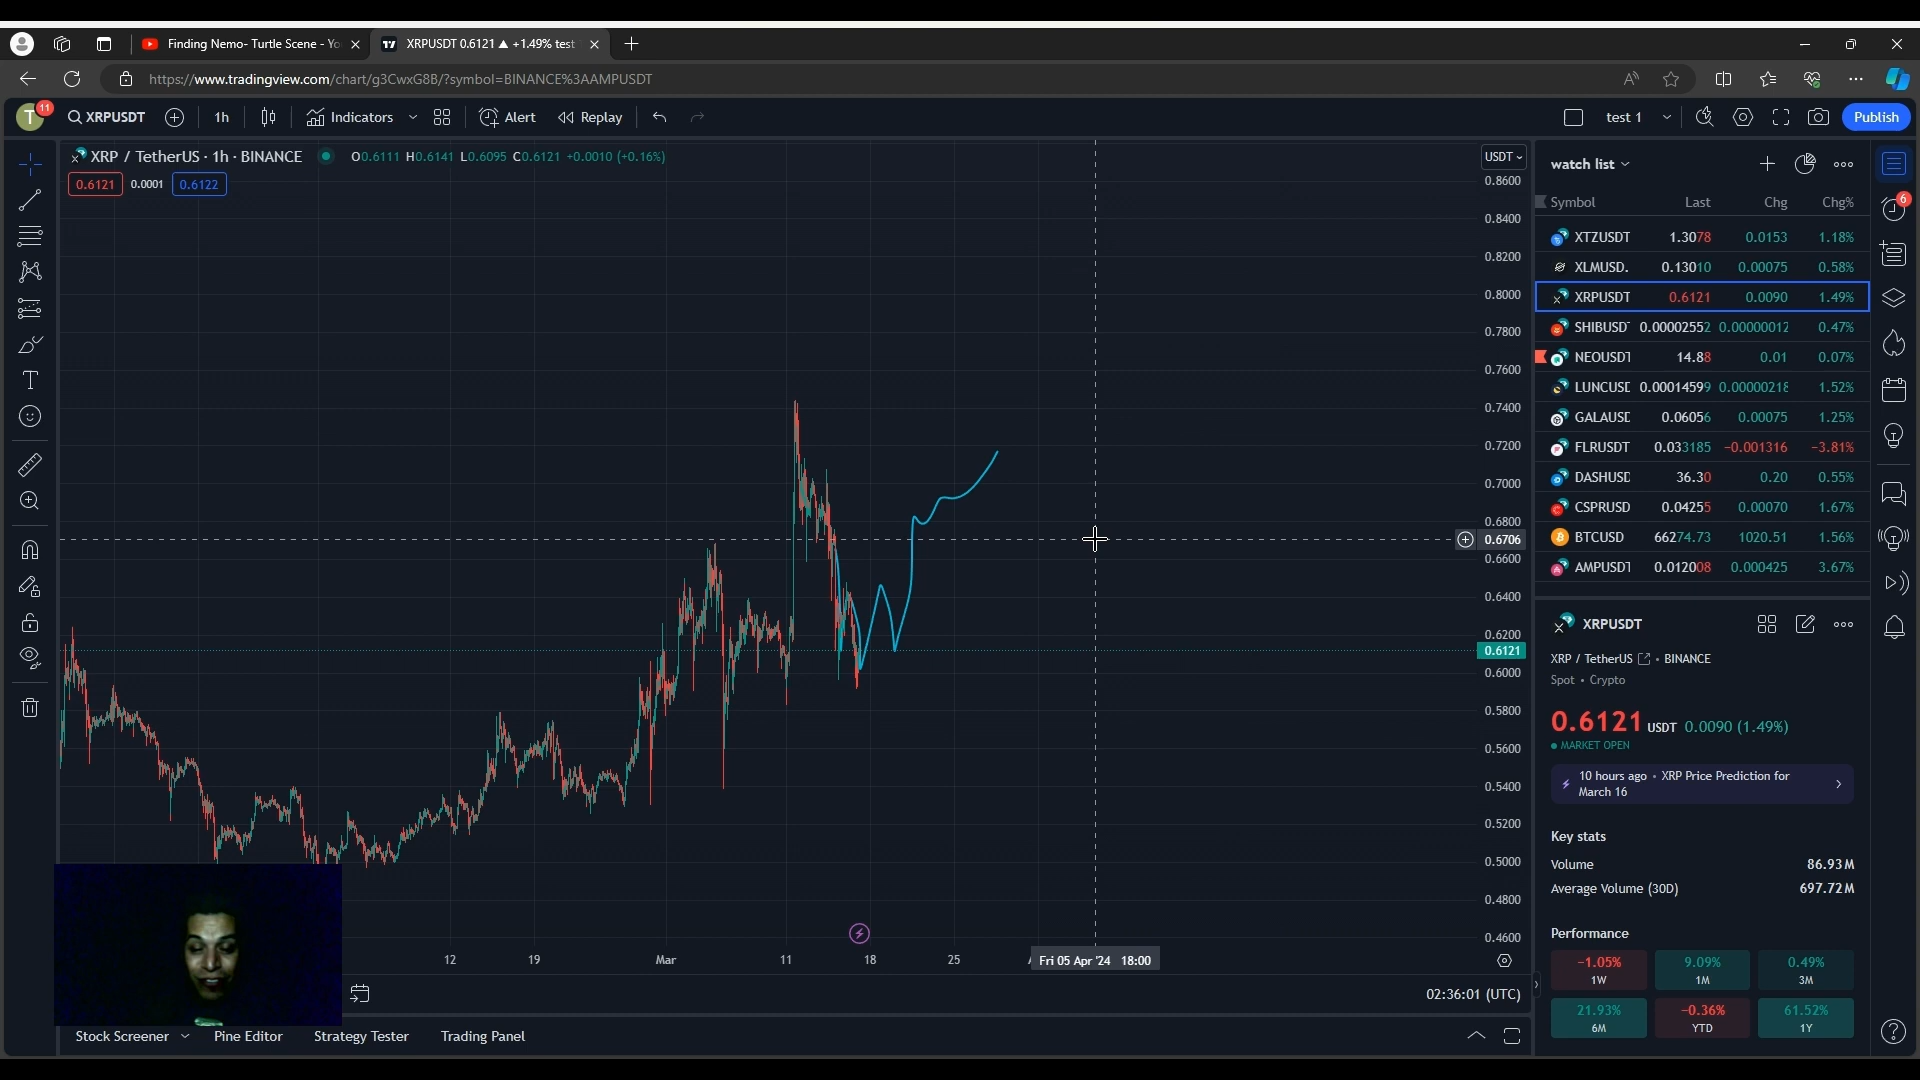 Finding Nemo- Turtle Scene - Yo
XRPUSDT 0.6121 ▲ +1.49% test
https://www.tradingview.com/chart/g3CwxG8B/?symbol=BINANCE%3AAMPUSDT
T 11 XRPUSDT 1h Indicators Alert Replay test 1 Publish
XRP / TetherUS · 1h · BINANCE O0.6111 H0.6141 L0.6095 C0.6121 +0.0010 (+0.16%)
0.6121 0.0001 0.6122
USDT
0.8600
0.8400
0.8200
0.8000
0.7800
0.7600
0.7400
0.7200
0.7000
0.6800
0.6706
0.6600
0.6400
0.6200
0.6121
0.6000
0.5800
0.5600
0.5400
0.5200
0.5000
0.4800
0.4600
12 19 Mar 11 18 25 Fri 05 Apr '24 18:00
02:36:01 (UTC)
Stock Screener Pine Editor Strategy Tester Trading Panel
watch list
Symbol Last Chg Chg%
XTZUSDT 1.3078 0.0153 1.18%
XLMUSD. 0.13010 0.00075 0.58%
XRPUSDT 0.6121 0.0090 1.49%
SHIBUSD 0.00002552 0.00000012 0.47%
NEOUSDT 14.88 0.01 0.07%
LUNCUSD 0.00014599 0.00000218 1.52%
GALAUSD 0.06056 0.00075 1.25%
FLRUSDT 0.033185 −0.001316 −3.81%
DASHUSD 36.30 0.20 0.55%
CSPRUSD 0.04255 0.00070 1.67%
BTCUSD 66274.73 1020.51 1.56%
AMPUSDT 0.012008 0.000425 3.67%
6
XRPUSDT
XRP / TetherUS • BINANCE
Spot • Crypto
0.6121 USDT 0.0090 (1.49%)
MARKET OPEN
10 hours ago • XRP Price Prediction for
March 16
Key stats
Volume 86.93M
Average Volume (30D) 697.72M
Performance
−1.05% 9.09% 0.49%
1W 1M 3M
21.93% −0.36% 61.52%
6M YTD 1Y